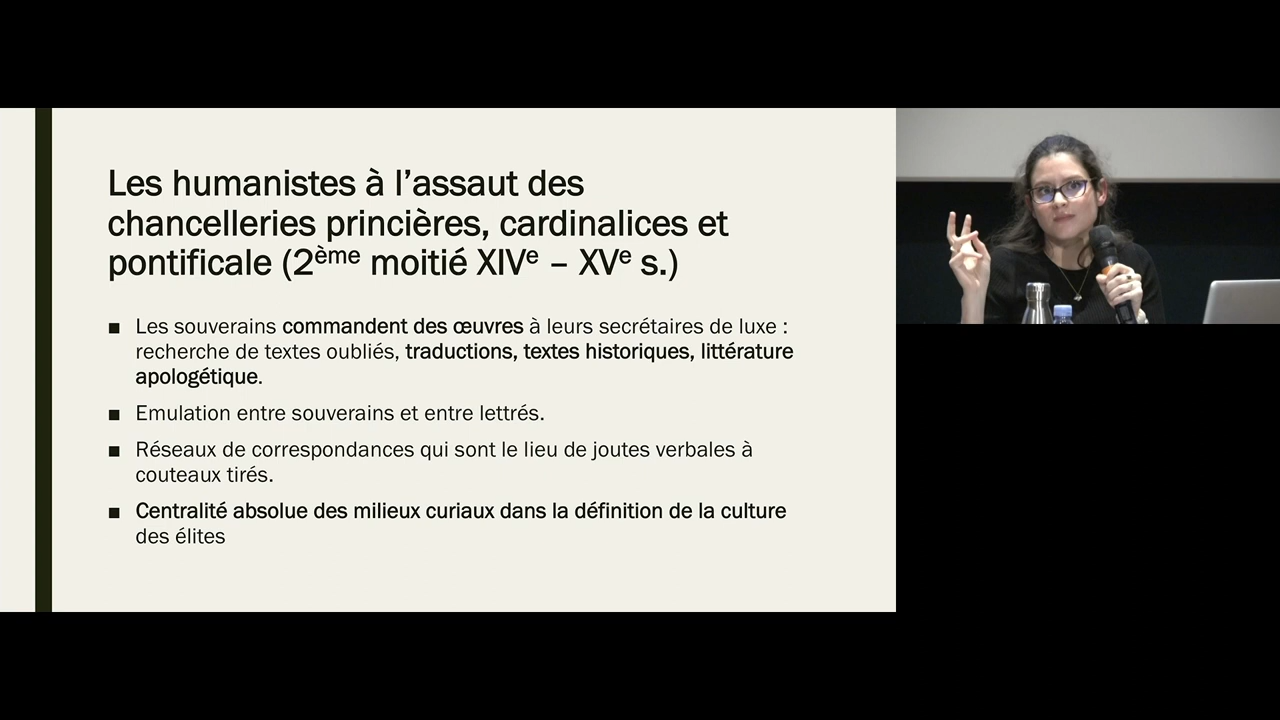 Les humanistes à l’assaut des
chancelleries princières, cardinalices et
pontificale (2ème moitié XIVe – XVe s.)
■ Les souverains commandent des œuvres à leurs secrétaires de luxe :
recherche de textes oubliés, traductions, textes historiques, littérature
apologétique.
■ Emulation entre souverains et entre lettrés.
■ Réseaux de correspondances qui sont le lieu de joutes verbales à
couteaux tirés.
■ Centralité absolue des milieux curiaux dans la définition de la culture
des élites